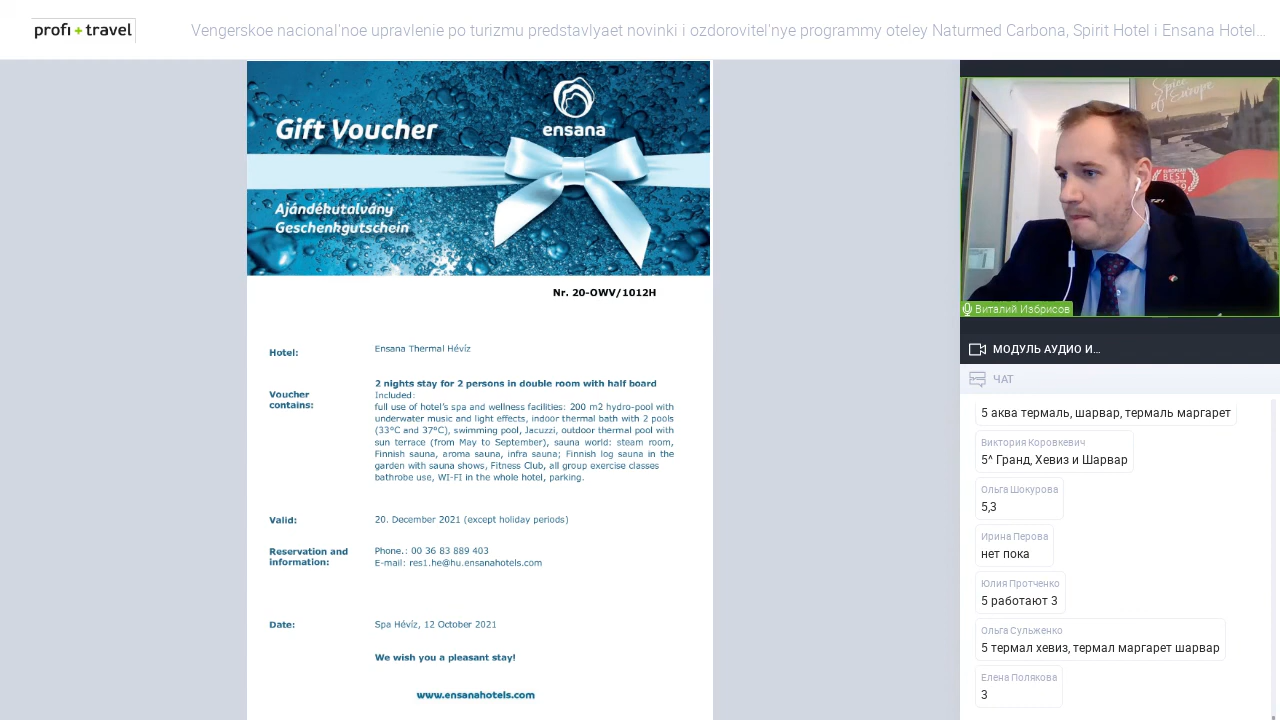 profi + travel
Vengerskoe nacional'noe upravlenie po turizmu predstavlyaet novinki i ozdorovitel'nye programmy oteley Naturmed Carbona, Spirit Hotel i Ensana Hotel...
Gift Voucher
ensana
Ajándékutalvány
Geschenkgutschein
Nr. 20-OWV/1012H
Hotel:
Ensana Thermal Hévíz
Voucher
contains:
2 nights stay for 2 persons in double room with half board
Included:
full use of hotel's spa and wellness facilities: 200 m2 hydro-pool with
underwater music and light effects, indoor thermal bath with 2 pools
(33°C and 37°C), swimming pool, Jacuzzi, outdoor thermal pool with
sun terrace (from May to September), sauna world: steam room,
Finnish sauna, aroma sauna, infra sauna; Finnish log sauna in the
garden with sauna shows, Fitness Club, all group exercise classes
bathrobe use, WI-FI in the whole hotel, parking.
Valid:
20. December 2021 (except holiday periods)
Reservation and
information:
Phone.: 00 36 83 889 403
E-mail: res1.he@hu.ensanahotels.com
Date:
Spa Hévíz, 12 October 2021
We wish you a pleasant stay!
www.ensanahotels.com
Spice
of Europe
EUROPEAN
BEST
Виталий Избрисов
МОДУЛЬ АУДИО И...
ЧАТ
5 аква термаль, шарвар, термаль маргарет
Виктория Коровкевич
5^ Гранд, Хевиз и Шарвар
Ольга Шокурова
5,3
Ирина Перова
нет пока
Юлия Протченко
5 работают 3
Ольга Сульженко
5 термал хевиз, термал маргарет шарвар
Елена Полякова
3